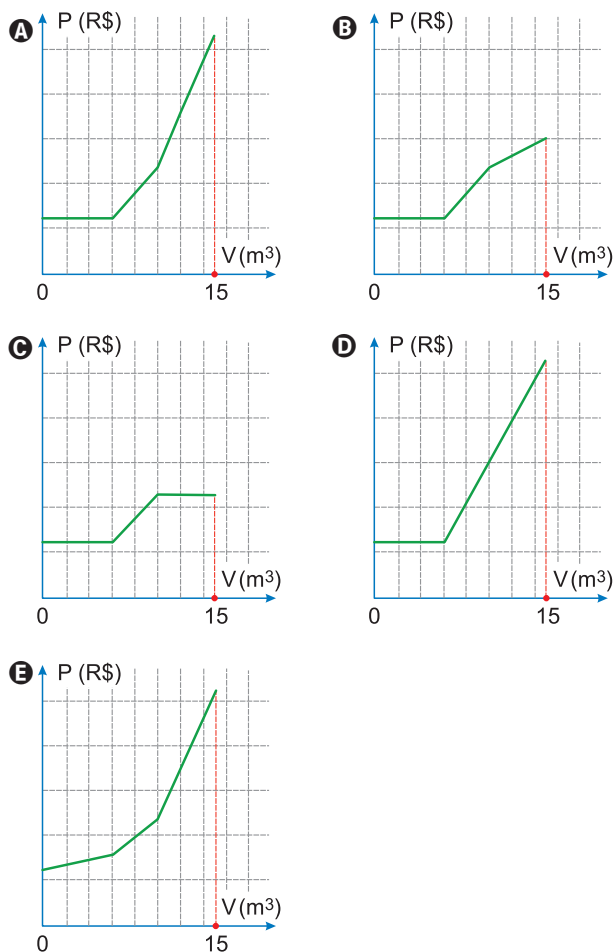 A P (R$)
V (m³)
0 15
B P (R$)
V (m³)
0 15
C P (R$)
V (m³)
0 15
D P (R$)
V (m³)
0 15
E P (R$)
V (m³)
0 15